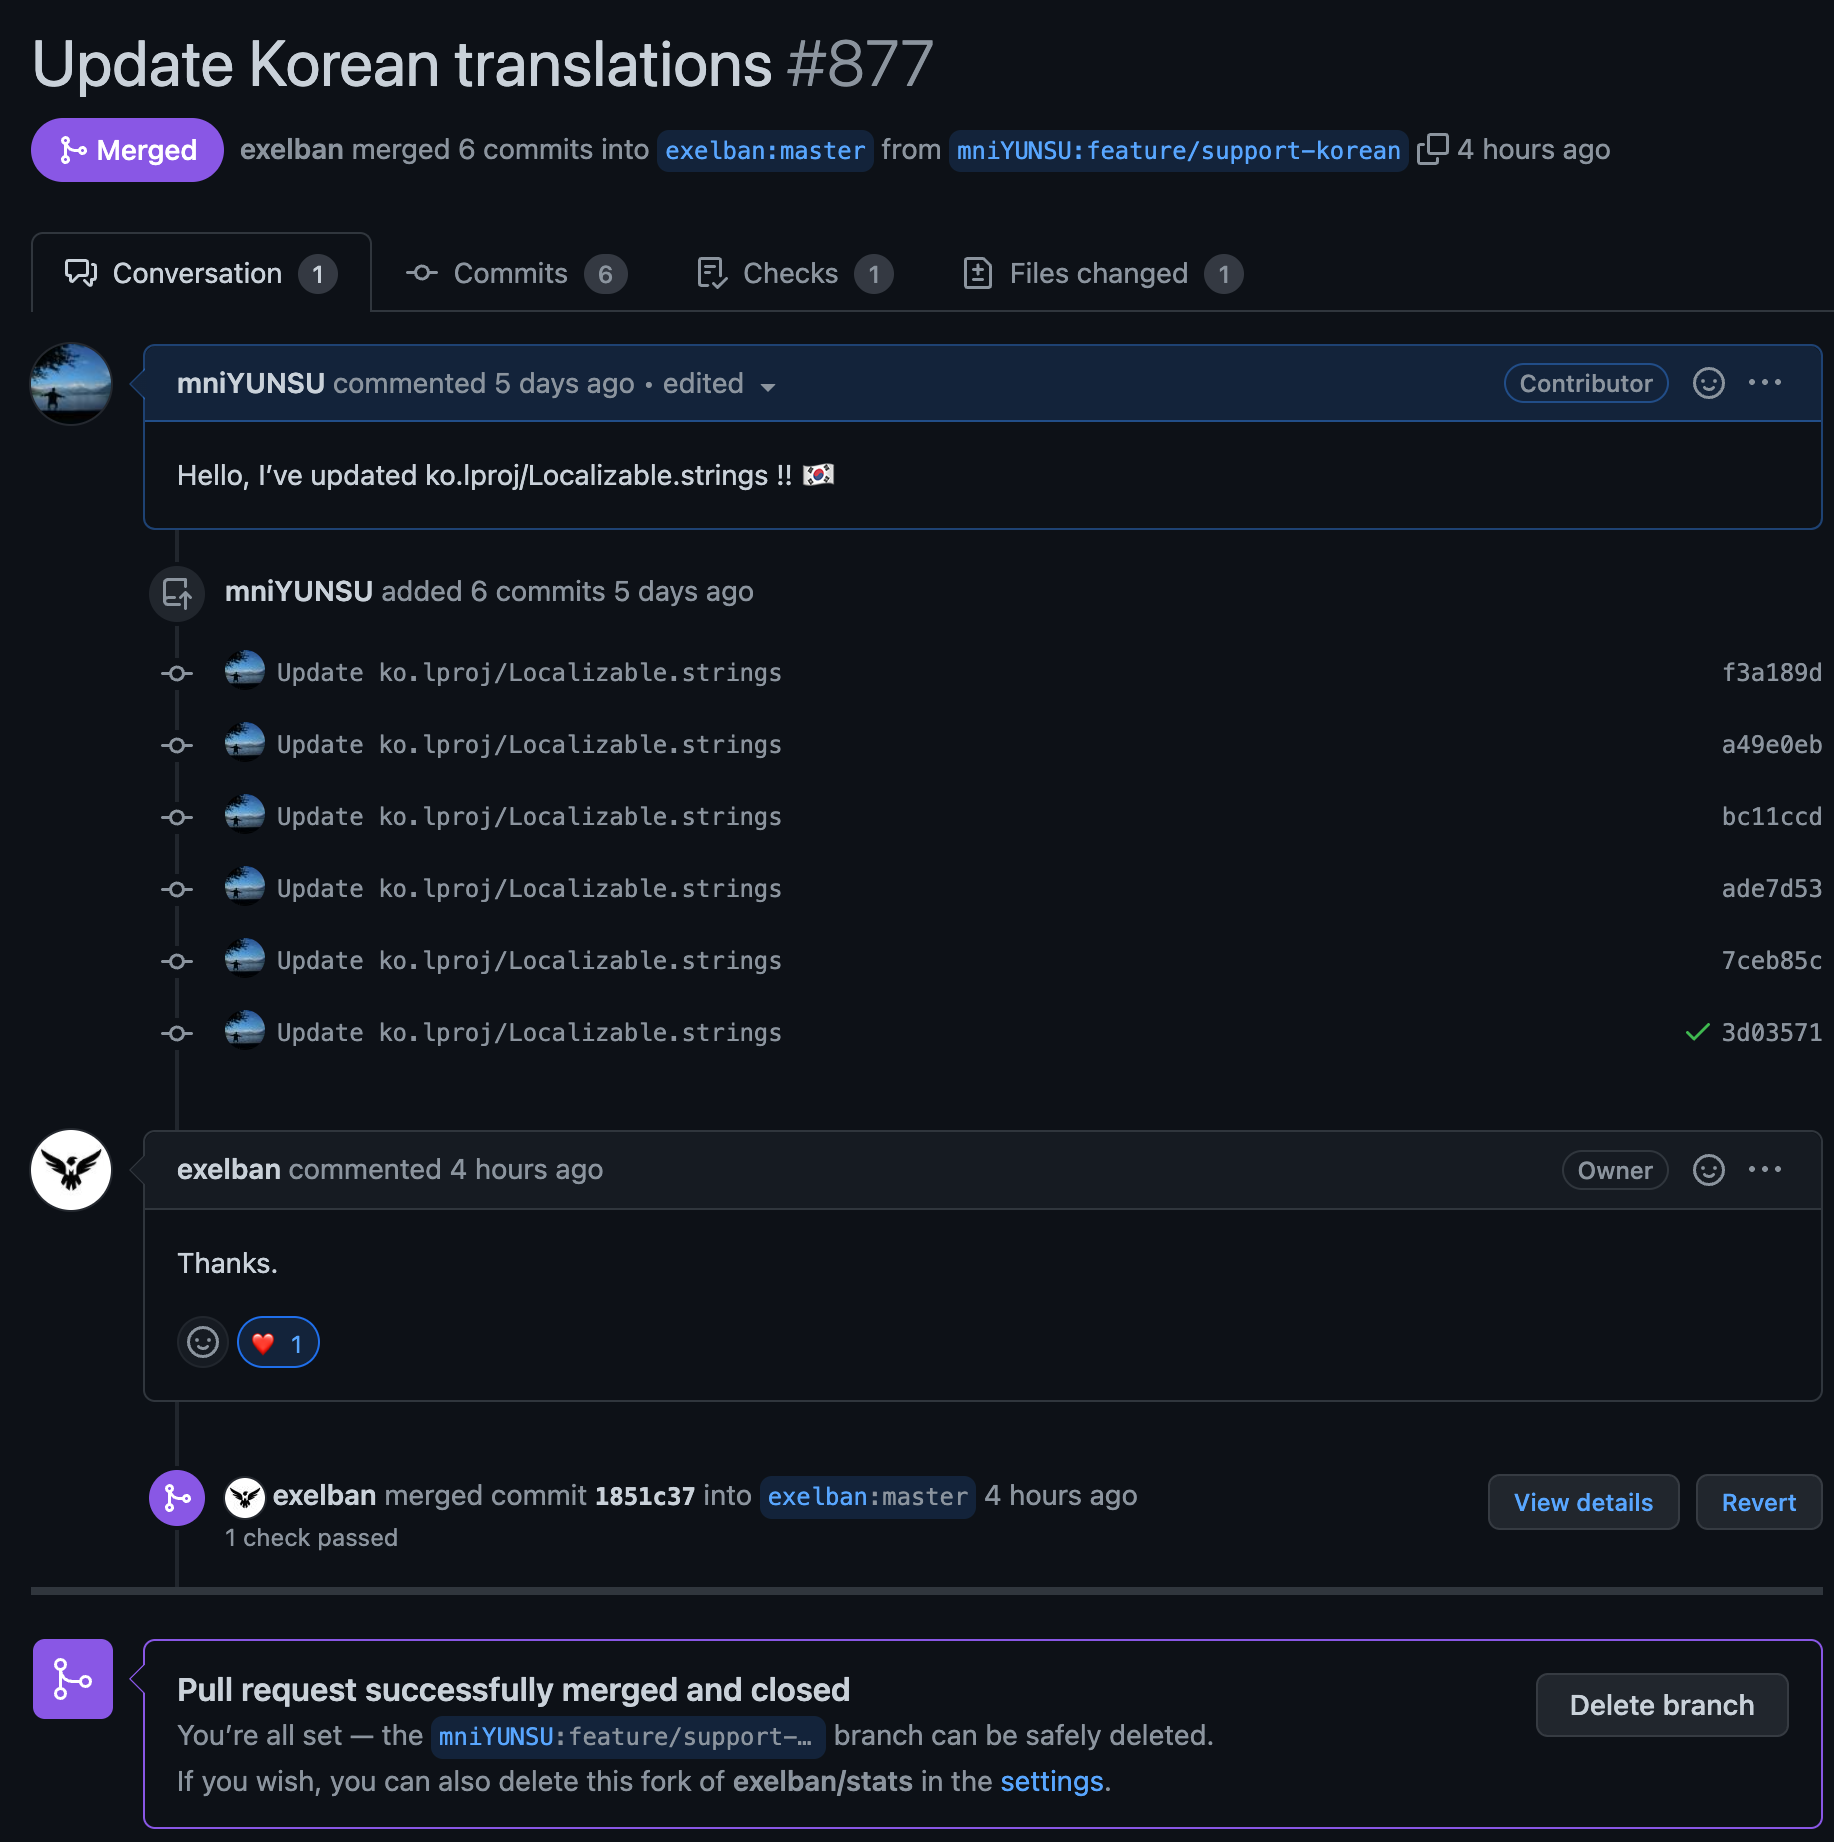 Update Korean translations #877
Merged exelban merged 6 commits into exelban:master from mniYUNSU:feature/support-korean 4 hours ago
Conversation 1 Commits 6 Checks 1 Files changed 1
mniYUNSU commented 5 days ago • edited Contributor
Hello, I’ve updated ko.lproj/Localizable.strings !! 🇰🇷
mniYUNSU added 6 commits 5 days ago
Update ko.lproj/Localizable.strings f3a189d
Update ko.lproj/Localizable.strings a49e0eb
Update ko.lproj/Localizable.strings bc11ccd
Update ko.lproj/Localizable.strings ade7d53
Update ko.lproj/Localizable.strings 7ceb85c
Update ko.lproj/Localizable.strings 3d03571
exelban commented 4 hours ago Owner
Thanks.
❤️ 1
exelban merged commit 1851c37 into exelban:master 4 hours ago View details Revert
1 check passed
Pull request successfully merged and closed
You’re all set — the mniYUNSU:feature/support-… branch can be safely deleted. Delete branch
If you wish, you can also delete this fork of exelban/stats in the settings.